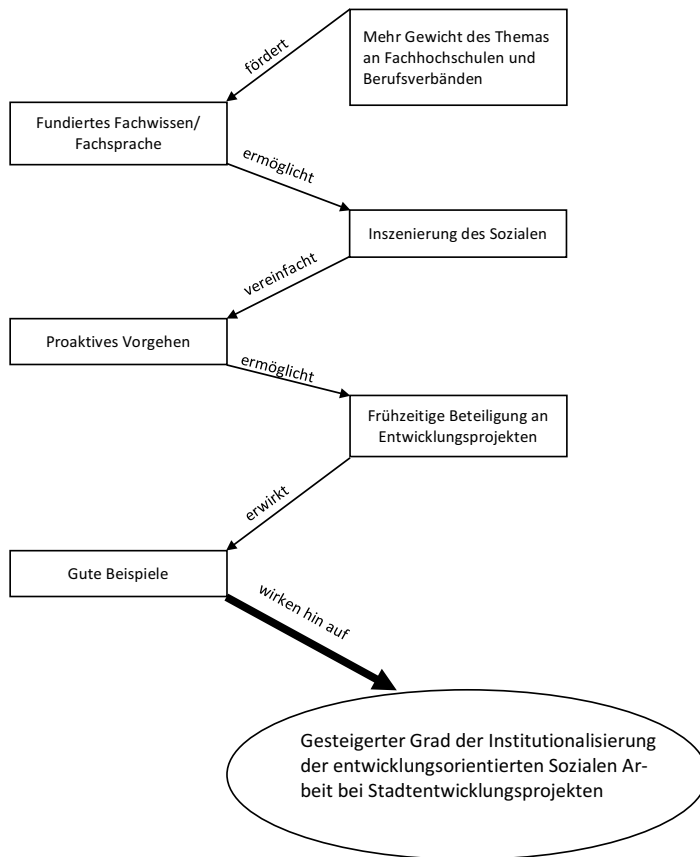 Mehr Gewicht des Themas
an Fachhochschulen und
Berufsverbänden
fördert
Fundiertes Fachwissen/
Fachsprache
ermöglicht
Inszenierung des Sozialen
vereinfacht
Proaktives Vorgehen
ermöglicht
Frühzeitige Beteiligung an
Entwicklungsprojekten
erwirkt
Gute Beispiele
wirken hin auf
Gesteigerter Grad der Institutionalisierung
der entwicklungsorientierten Sozialen Ar-
beit bei Stadtentwicklungsprojekten